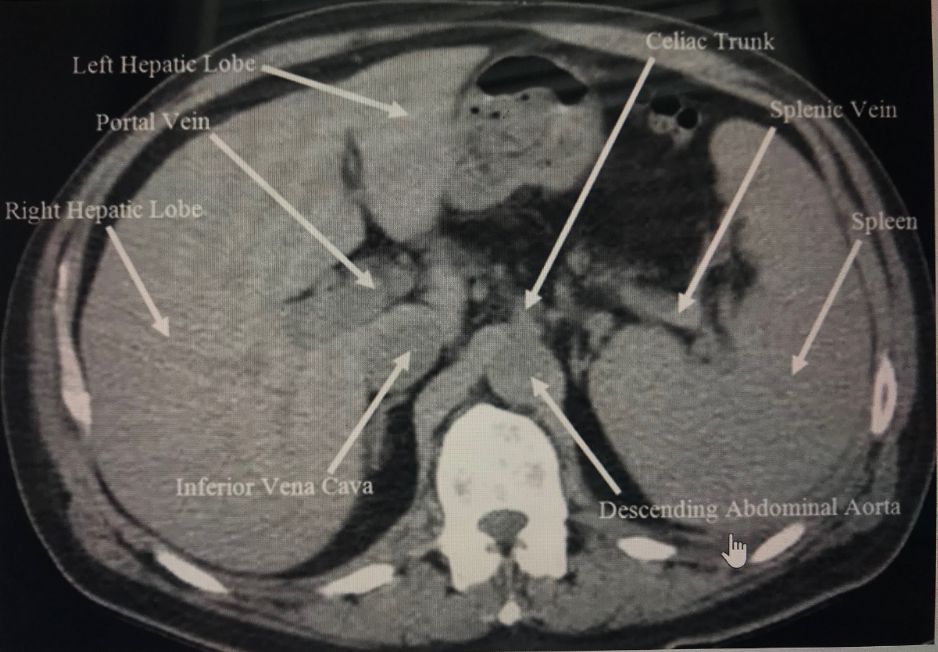 Celiac Trunk
Left Hepatic Lobe
Splenic Vein
Portal Vein
Right Hepatic Lobe
Spleen
Inferior Vena Cava
Descending Abdominal Aorta